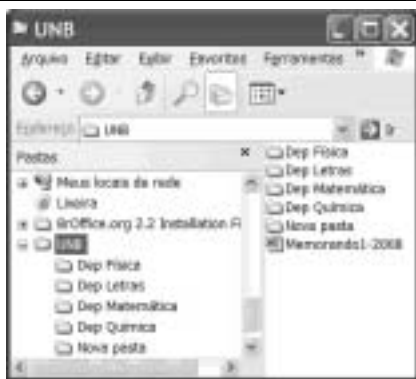 UNB
Arquivo Editar Exibir Favoritos Ferramentas »
Endereço UNB Ir
Pastas
Meus locais de rede
Lixeira
BrOffice.org 2.2 Installation Fi
UNB
Dep Física
Dep Letras
Dep Matemática
Dep Química
Nova pasta
Dep Física
Dep Letras
Dep Matemática
Dep Química
Nova pasta
Memorando1-2008